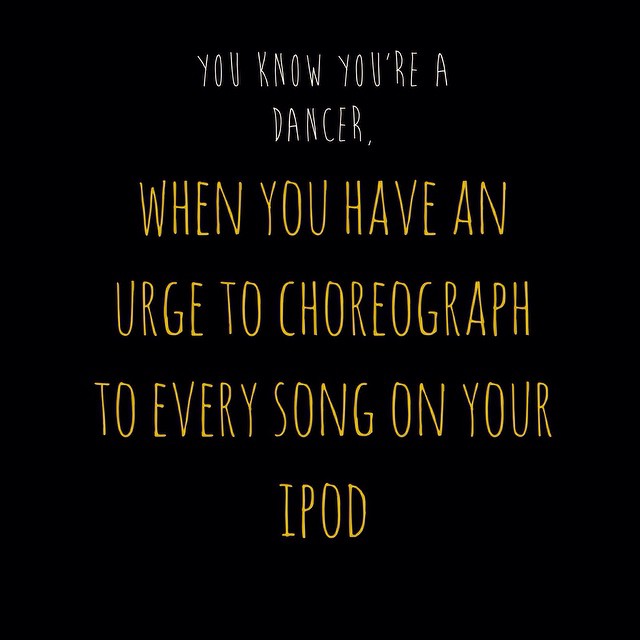 YOU KNOW YOU'RE A
DANCER,
WHEN YOU HAVE AN
URGE TO CHOREOGRAPH
TO EVERY SONG ON YOUR
IPOD